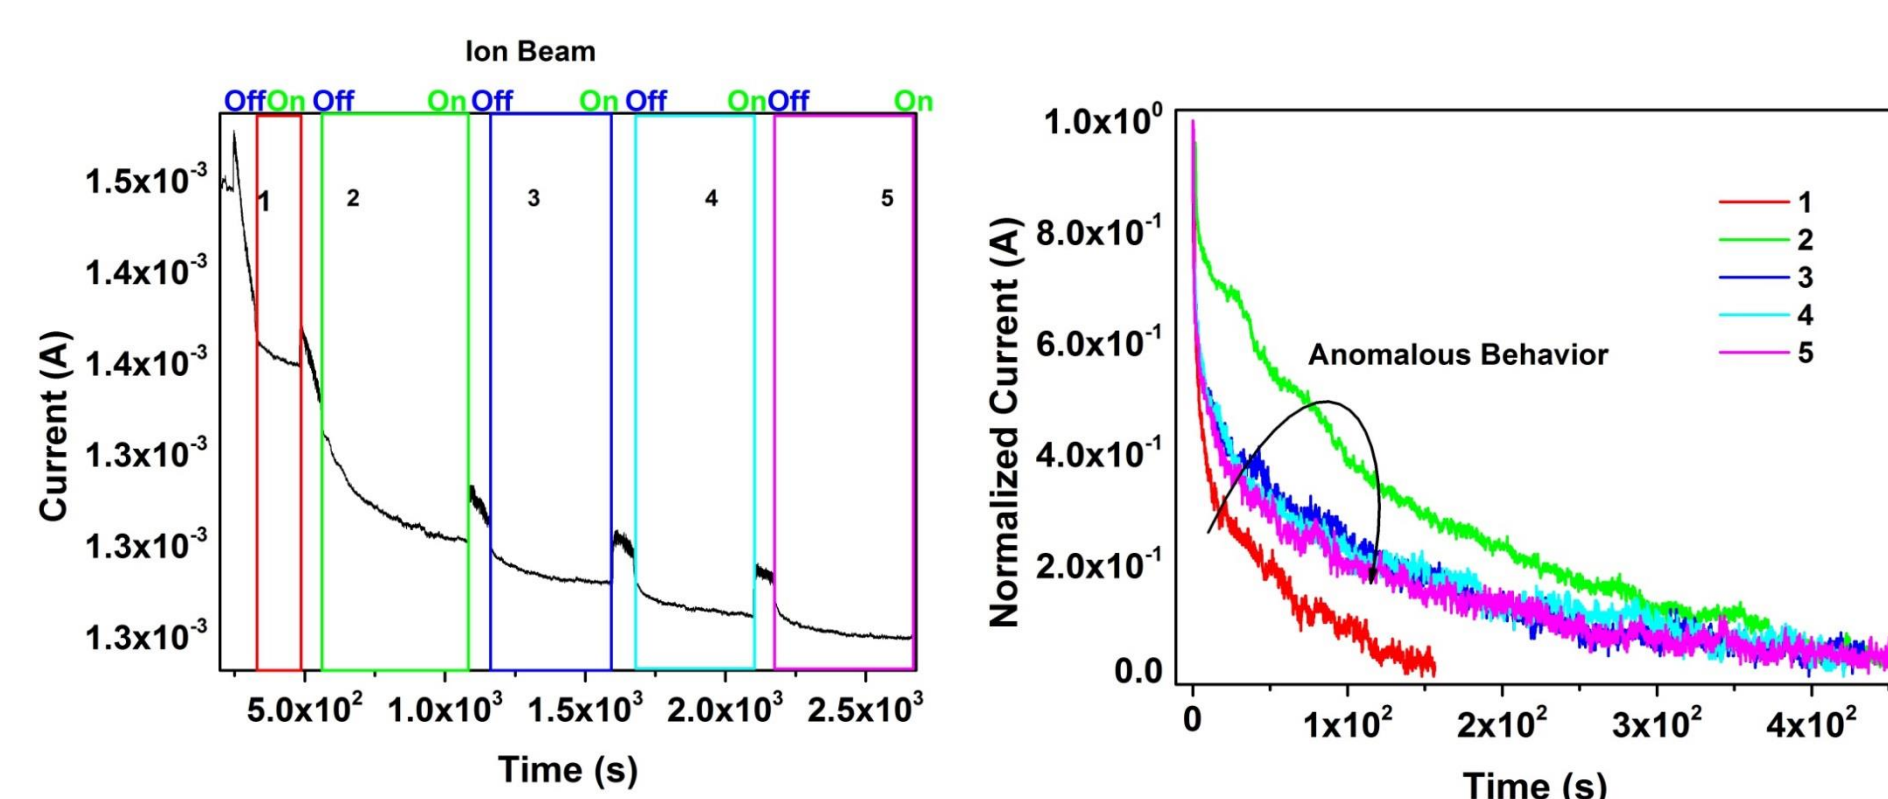 Ion Beam
Off On Off On Off On Off On Off On
1.5x10⁻³
1.4x10⁻³
1.4x10⁻³
1.3x10⁻³
1.3x10⁻³
1.3x10⁻³
Current (A)
1 2 3 4 5
5.0x10² 1.0x10³ 1.5x10³ 2.0x10³ 2.5x10³
Time (s)
1.0x10⁰
8.0x10⁻¹
6.0x10⁻¹
4.0x10⁻¹
2.0x10⁻¹
0.0
Normalized Current (A)
1
2
3
4
5
Anomalous Behavior
0 1x10² 2x10² 3x10² 4x10²
Time (s)